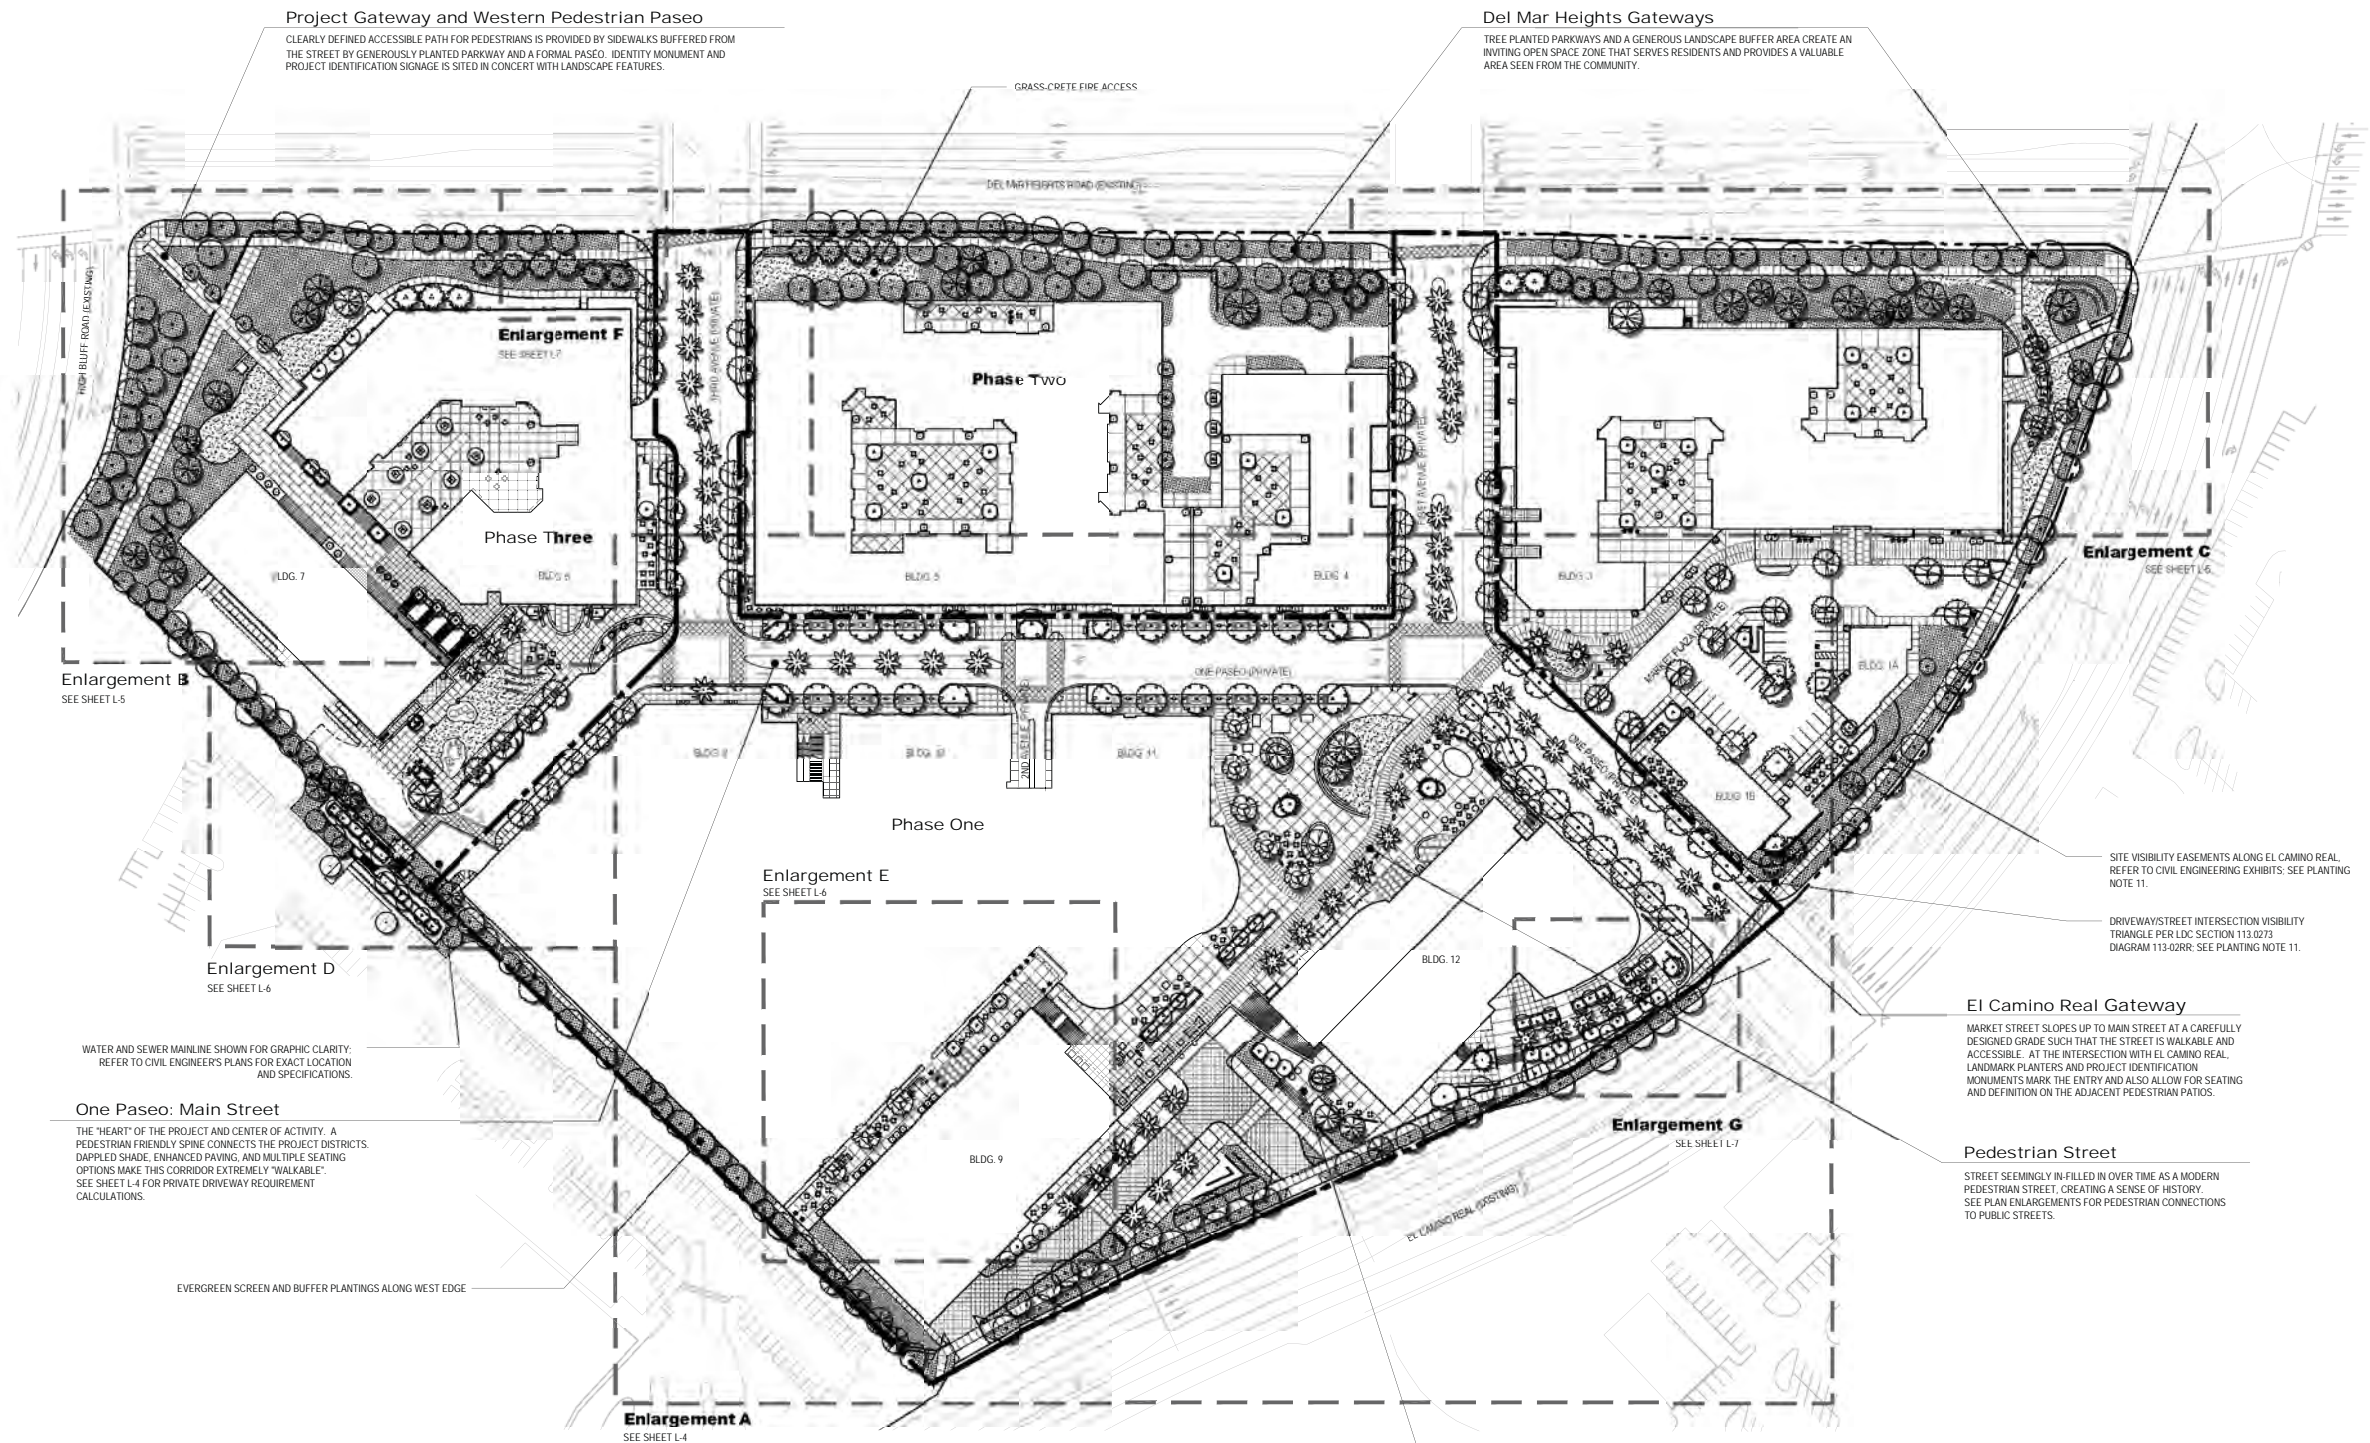 Project Gateway and Western Pedestrian Paseo
CLEARLY DEFINED ACCESSIBLE PATH FOR PEDESTRIANS IS PROVIDED BY SIDEWALKS BUFFERED FROM
THE STREET BY GENEROUSLY PLANTED PARKWAY AND A FORMAL PASÉO. IDENTITY MONUMENT AND
PROJECT IDENTIFICATION SIGNAGE IS SITED IN CONCERT WITH LANDSCAPE FEATURES.
Del Mar Heights Gateways
TREE PLANTED PARKWAYS AND A GENEROUS LANDSCAPE BUFFER AREA CREATE AN
INVITING OPEN SPACE ZONE THAT SERVES RESIDENTS AND PROVIDES A VALUABLE
AREA SEEN FROM THE COMMUNITY.
GRASS-CRETE FIRE ACCESS
DEL MAR HEIGHTS ROAD (EXISTING)
HIGH BLUFF ROAD (EXISTING)
THIRD AVENUE (PRIVATE)
FIRST AVENUE (PRIVATE)
Enlargement F
SEE SHEET L-7
Phase Two
Phase Three
BLDG. 7
BLDG 6
BLDG. 5
BLDG. 4
BLDG. 3
Enlargement C
SEE SHEET L-5
MARKET PLAZA (PRIVATE)
BLDG. 1A
Enlargement B
SEE SHEET L-5
ONE PASEO (PRIVATE)
ONE PASEO (PRIVATE)
BLDG 8
BLDG. 10
2ND AVENUE
BLDG 11
BLDG 1B
Phase One
Enlargement E
SEE SHEET L-6
SITE VISIBILITY EASEMENTS ALONG EL CAMINO REAL,
REFER TO CIVIL ENGINEERING EXHIBITS; SEE PLANTING
NOTE 11.
DRIVEWAY/STREET INTERSECTION VISIBILITY
TRIANGLE PER LDC SECTION 113.0273
DIAGRAM 113-02RR; SEE PLANTING NOTE 11.
Enlargement D
SEE SHEET L-6
BLDG. 12
El Camino Real Gateway
MARKET STREET SLOPES UP TO MAIN STREET AT A CAREFULLY
DESIGNED GRADE SUCH THAT THE STREET IS WALKABLE AND
ACCESSIBLE. AT THE INTERSECTION WITH EL CAMINO REAL,
LANDMARK PLANTERS AND PROJECT IDENTIFICATION
MONUMENTS MARK THE ENTRY AND ALSO ALLOW FOR SEATING
AND DEFINITION ON THE ADJACENT PEDESTRIAN PATIOS.
WATER AND SEWER MAINLINE SHOWN FOR GRAPHIC CLARITY;
REFER TO CIVIL ENGINEER'S PLANS FOR EXACT LOCATION
AND SPECIFICATIONS.
One Paseo: Main Street
THE "HEART" OF THE PROJECT AND CENTER OF ACTIVITY. A
PEDESTRIAN FRIENDLY SPINE CONNECTS THE PROJECT DISTRICTS.
DAPPLED SHADE, ENHANCED PAVING, AND MULTIPLE SEATING
OPTIONS MAKE THIS CORRIDOR EXTREMELY "WALKABLE".
SEE SHEET L-4 FOR PRIVATE DRIVEWAY REQUIREMENT
CALCULATIONS.
Enlargement G
SEE SHEET L-7
BLDG. 9
Pedestrian Street
STREET SEEMINGLY IN-FILLED IN OVER TIME AS A MODERN
PEDESTRIAN STREET, CREATING A SENSE OF HISTORY.
SEE PLAN ENLARGEMENTS FOR PEDESTRIAN CONNECTIONS
TO PUBLIC STREETS.
EL CAMINO REAL (EXISTING)
EVERGREEN SCREEN AND BUFFER PLANTINGS ALONG WEST EDGE
Enlargement A
SEE SHEET L-4